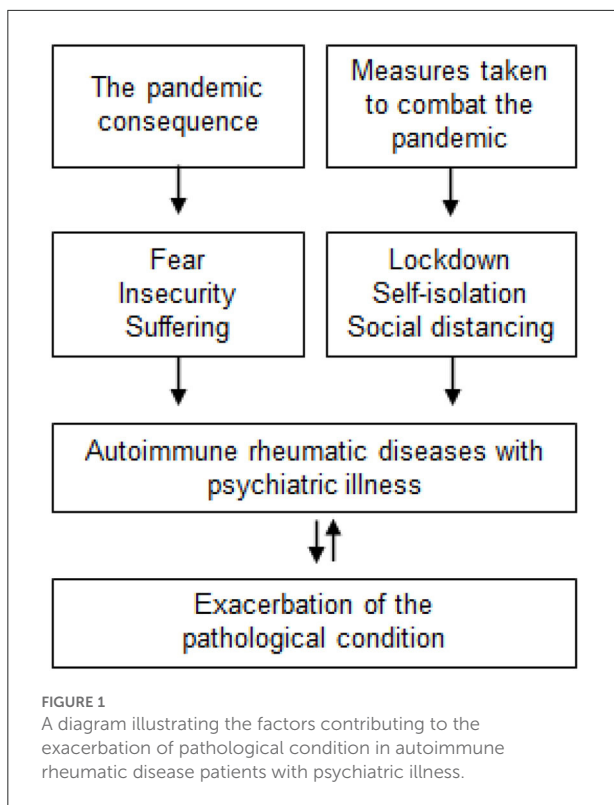 The pandemic
consequence
Measures taken
to combat the
pandemic
Fear
Insecurity
Suffering
Lockdown
Self-isolation
Social distancing
Autoimmune rheumatic diseases with
psychiatric illness
Exacerbation of the
pathological condition
FIGURE 1
A diagram illustrating the factors contributing to the
exacerbation of pathological condition in autoimmune
rheumatic disease patients with psychiatric illness.